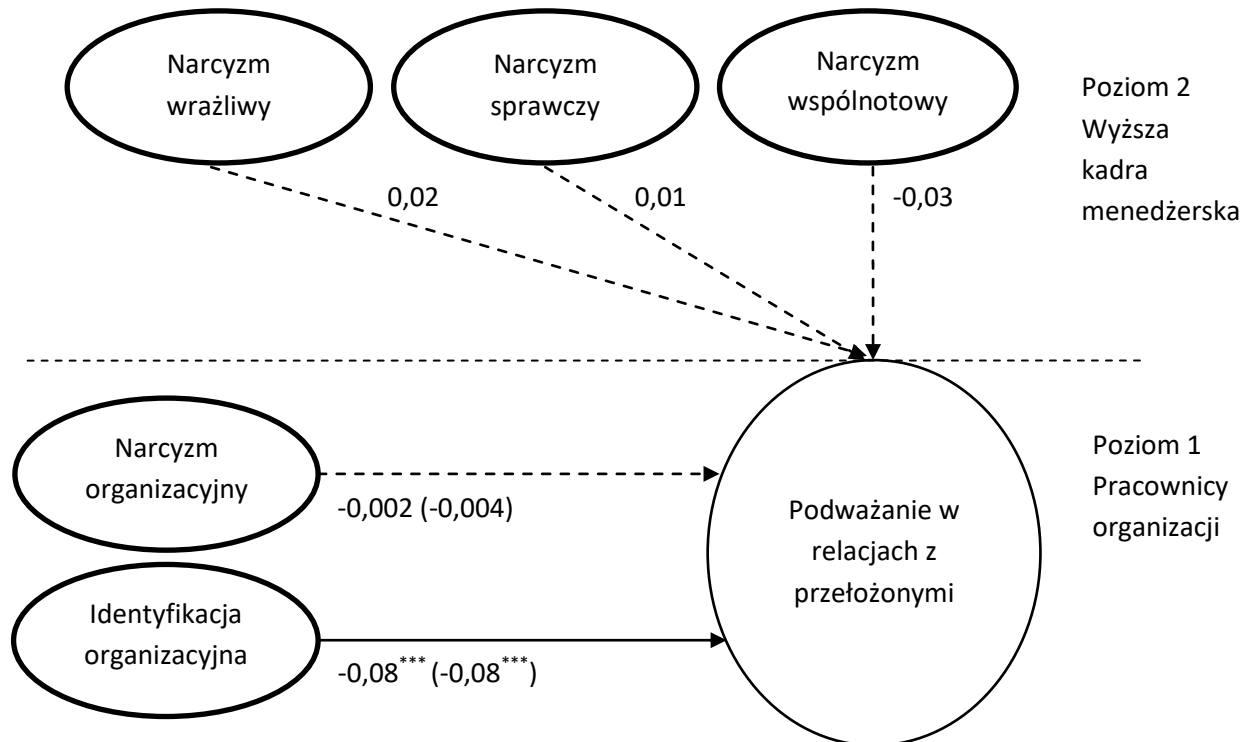 Narcyzm
wrażliwy
Narcyzm
sprawczy
Narcyzm
wspólnotowy
Poziom 2
Wyższa
kadra
menedżerska
0,02
0,01
-0,03
Narcyzm
organizacyjny
-0,002 (-0,004)
Identyfikacja
organizacyjna
-0,08*** (-0,08***)
Podważanie w
relacjach z
przełożonymi
Poziom 1
Pracownicy
organizacji